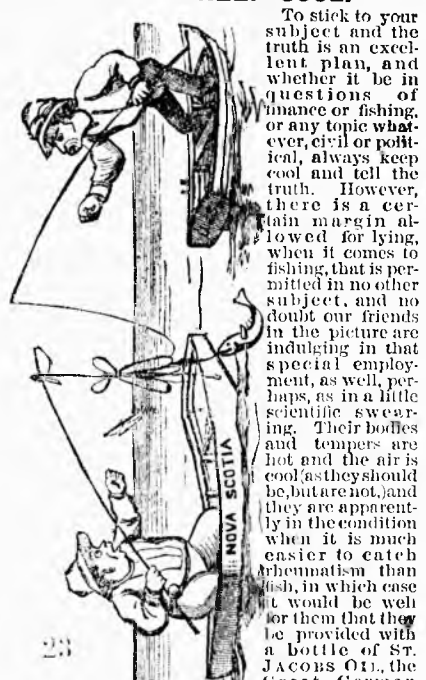 To stick to your
subject and the
truth is an excel-
lent plan, and
whether it be in
questions of
finance or fishing,
or any topic what-
ever, civil or polit-
ical, always keep
cool and tell the
truth. However,
there is a cer-
tain margin al-
lowed for lying,
when it comes to
fishing, that is per-
mitted in no other
subject, and no
doubt our friends
in the picture are
indulging in that
special employ-
ment, as well, per-
haps, as in a little
scientific swear-
ing. Their bodies
and tempers are
hot and the air is
cool (as they should
be, but are not,) and
they are apparent-
ly in the condition
when it is much
easier to catch
rheumatism than
fish, in which case
it would be well
for them that they
be provided with
a bottle of ST.
JACOBS OIL, the
NOVA SCOTIA
23